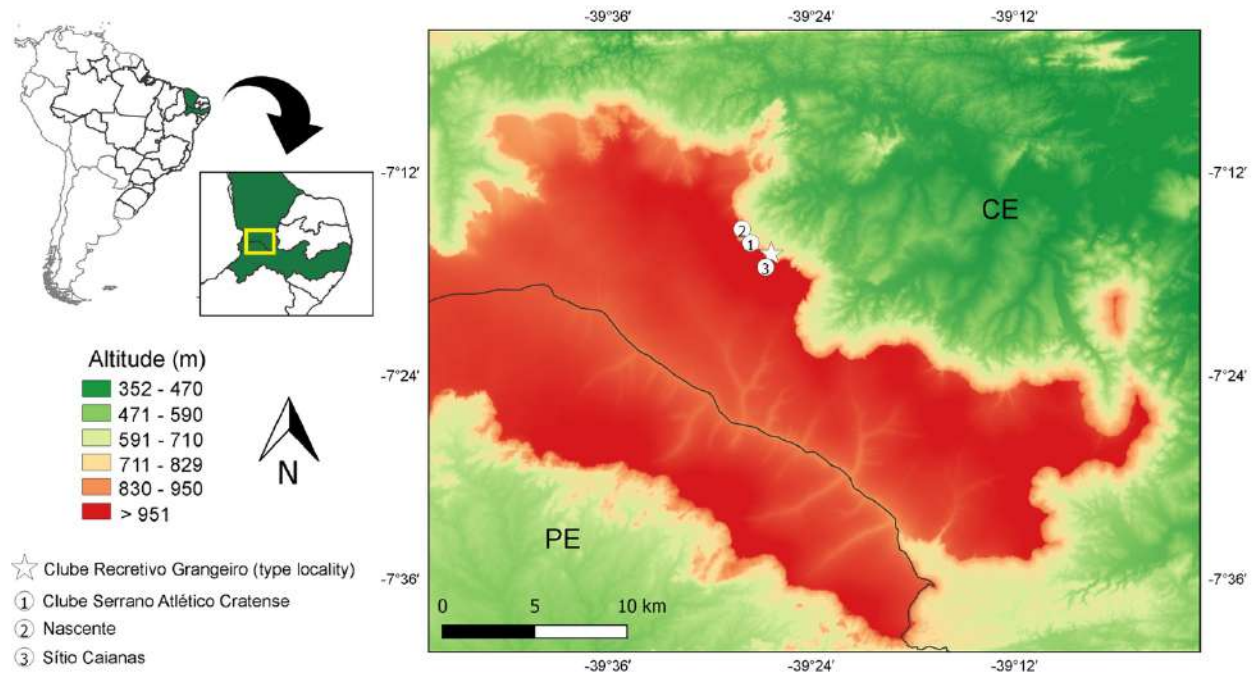 -39°36′ -39°24′ -39°12′
-7°12′ -7°12′
CE
2
1
3
Altitude (m)
352 - 470
471 - 590
591 - 710
711 - 829
830 - 950
> 951
N
-7°24′ -7°24′
PE
-7°36′ -7°36′
0 5 10 km
Clube Recretivo Grangeiro (type locality)
1 Clube Serrano Atlético Cratense
2 Nascente
3 Sítio Caianas
-39°36′ -39°24′ -39°12′